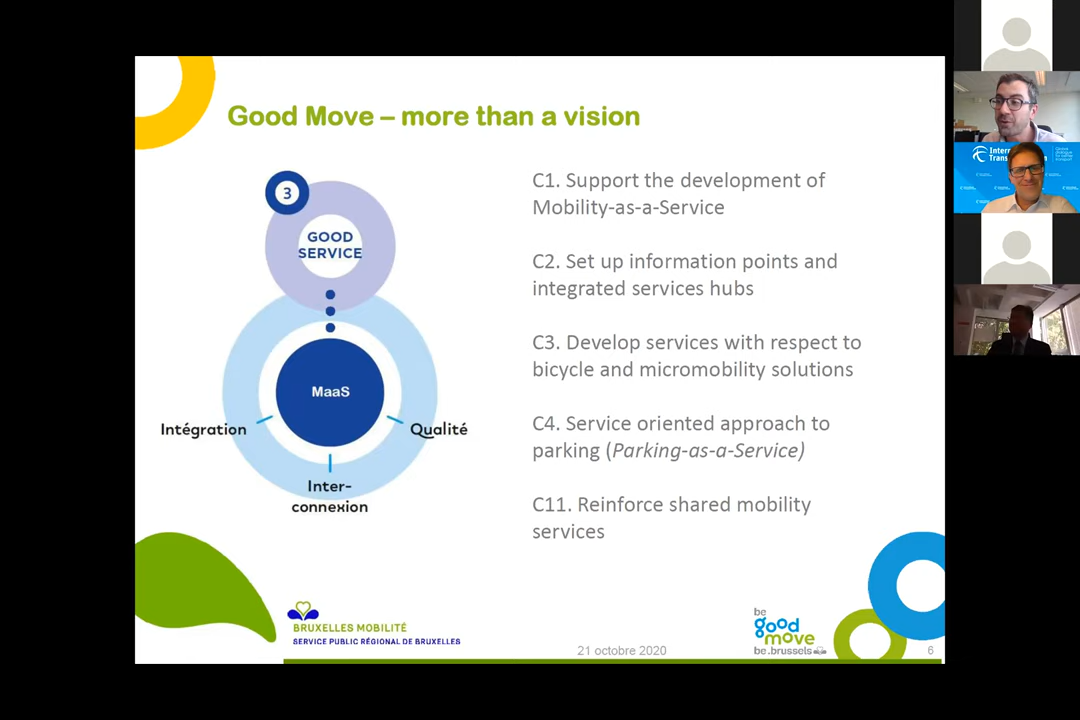 Good Move – more than a vision
3
GOOD
SERVICE
MaaS
Intégration
Qualité
Inter-
connexion
C1. Support the development of
Mobility-as-a-Service
C2. Set up information points and
integrated services hubs
C3. Develop services with respect to
bicycle and micromobility solutions
C4. Service oriented approach to
parking (Parking-as-a-Service)
C11. Reinforce shared mobility
services
BRUXELLES MOBILITÉ
SERVICE PUBLIC RÉGIONAL DE BRUXELLES
21 octobre 2020
be
good
move
be.brussels
6